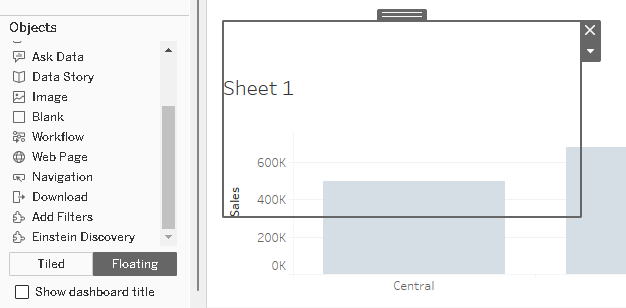 Objects
Ask Data
Data Story
Image
Blank
Workflow
Web Page
Navigation
Download
Add Filters
Einstein Discovery
Tiled
Floating
Show dashboard title
Sheet 1
Sales
600K
400K
200K
0K
Central